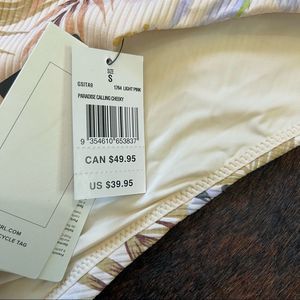 SIZE
S
GSITA9 1764 LIGHT PINK
PARADISE CALLING CHEEKY
9 354610 653837
CAN $49.95
US $39.95
RL.COM
CYCLE TAG